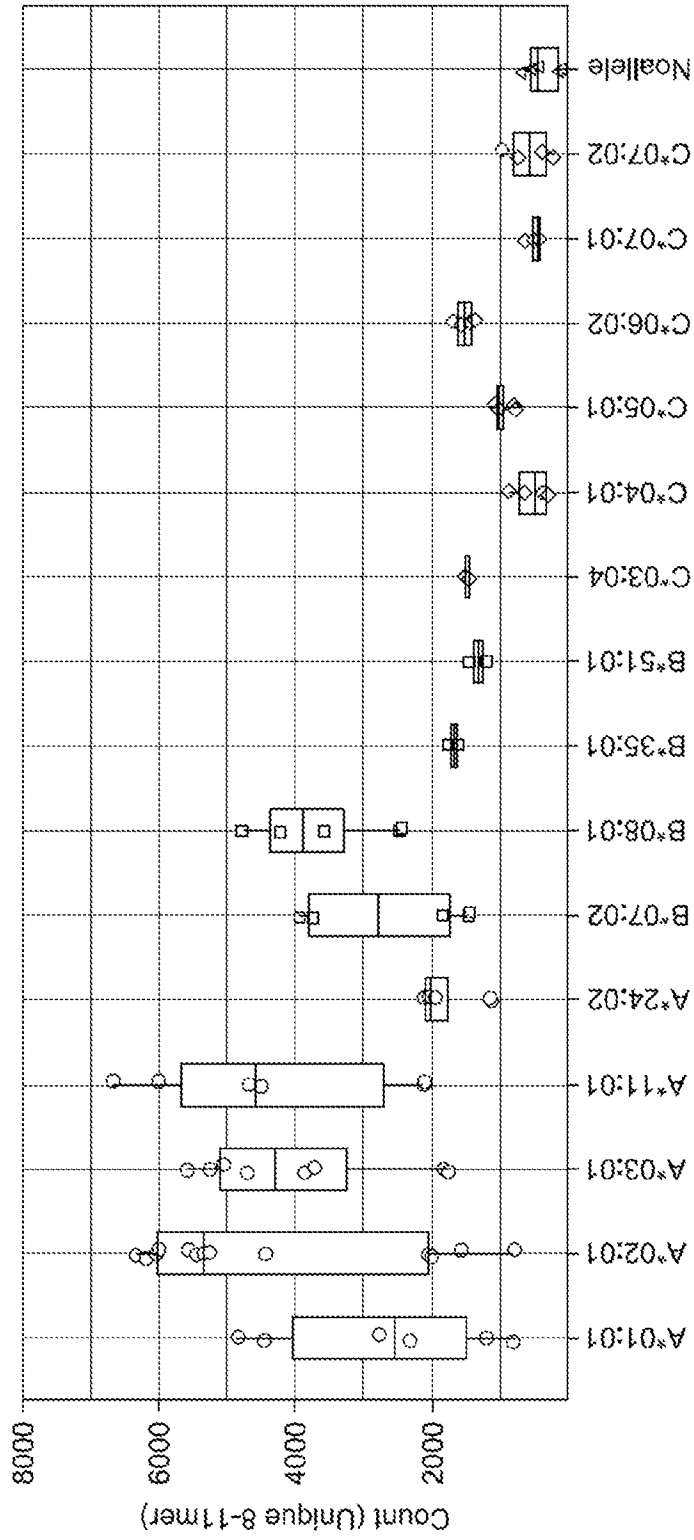 Count (Unique 8-11mer)
8000
6000
4000
2000
A*01:01
A*02:01
A*03:01
A*11:01
A*24:02
B*07:02
B*08:01
B*35:01
B*51:01
C*03:04
C*04:01
C*05:01
C*06:02
C*07:01
C*07:02
Noallele